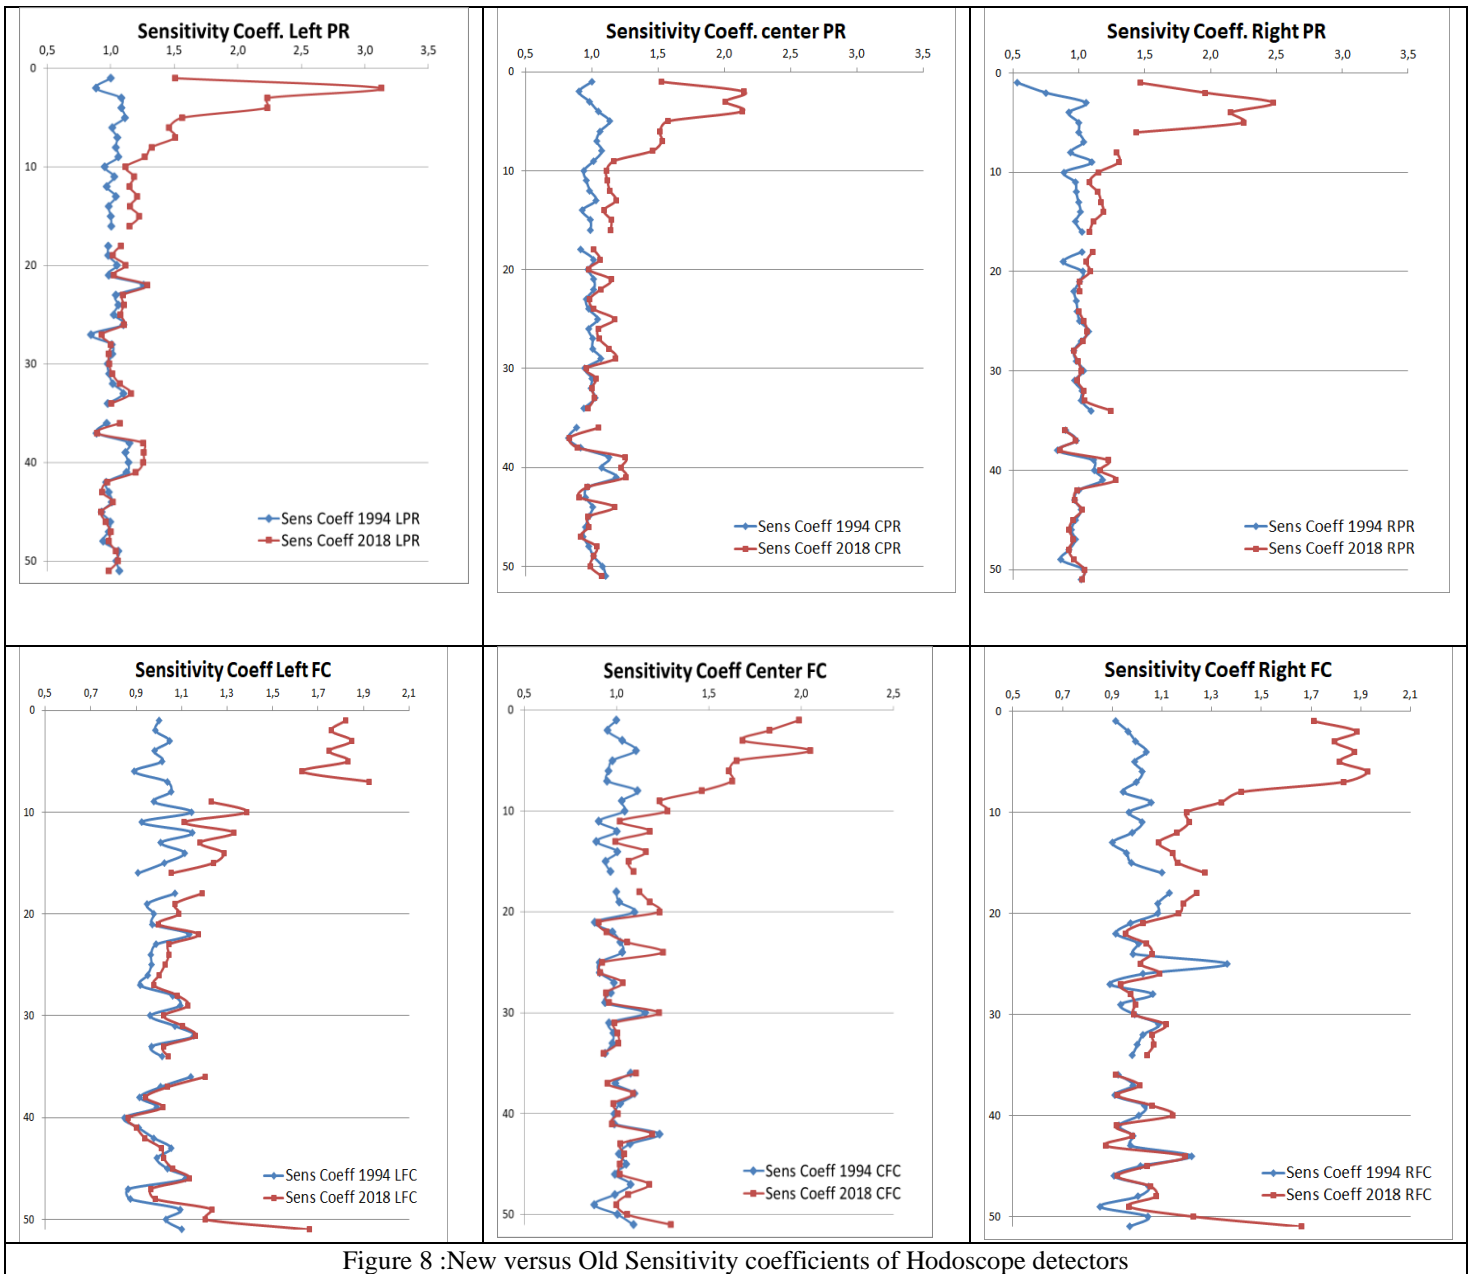 Sensitivity Coeff. Left PR
0,5 1,0 1,5 2,0 2,5 3,0 3,5
0
10
20
30
40
50
Sens Coeff 1994 LPR
Sens Coeff 2018 LPR
Sensitivity Coeff. center PR
0,5 1,0 1,5 2,0 2,5 3,0 3,5
0
10
20
30
40
50
Sens Coeff 1994 CPR
Sens Coeff 2018 CPR
Sensivity Coeff. Right PR
0,5 1,0 1,5 2,0 2,5 3,0 3,5
0
10
20
30
40
50
Sens Coeff 1994 RPR
Sens Coeff 2018 RPR
Sensitivity Coeff Left FC
0,5 0,7 0,9 1,1 1,3 1,5 1,7 1,9 2,1
0
10
20
30
40
50
Sens Coeff 1994 LFC
Sens Coeff 2018 LFC
Sensitivity Coeff Center FC
0,5 1,0 1,5 2,0 2,5
0
10
20
30
40
50
Sens Coeff 1994 CFC
Sens Coeff 2018 CFC
Sensitivity Coeff Right FC
0,5 0,7 0,9 1,1 1,3 1,5 1,7 1,9 2,1
0
10
20
30
40
50
Sens Coeff 1994 RFC
Sens Coeff 2018 RFC
Figure 8 :New versus Old Sensitivity coefficients of Hodoscope detectors